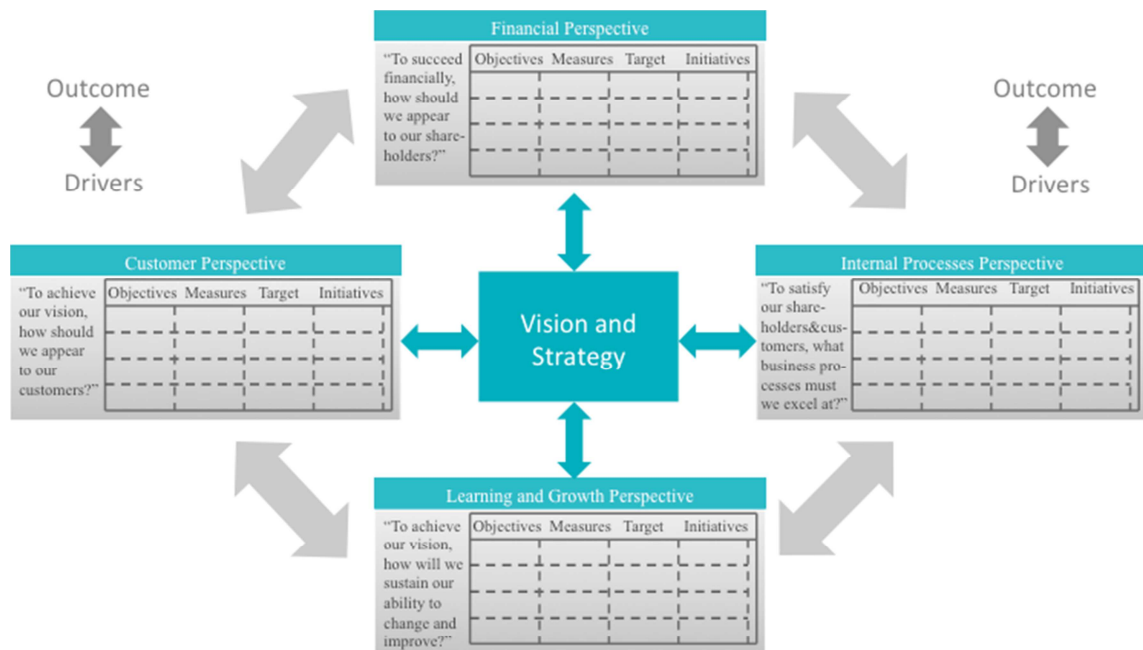 Financial Perspective
“To succeed
financially,
how should
we appear
to our share-
holders?”
Objectives Measures Target Initiatives
Outcome
Drivers
Outcome
Drivers
Customer Perspective
“To achieve
our vision,
how should
we appear
to our
customers?”
Objectives Measures Target Initiatives
Vision and
Strategy
Internal Processes Perspective
“To satisfy
our share-
holders&cus-
tomers, what
business pro-
cesses must
we excel at?”
Objectives Measures Target Initiatives
Learning and Growth Perspective
“To achieve
our vision,
how will we
sustain our
ability to
change and
improve?”
Objectives Measures Target Initiatives